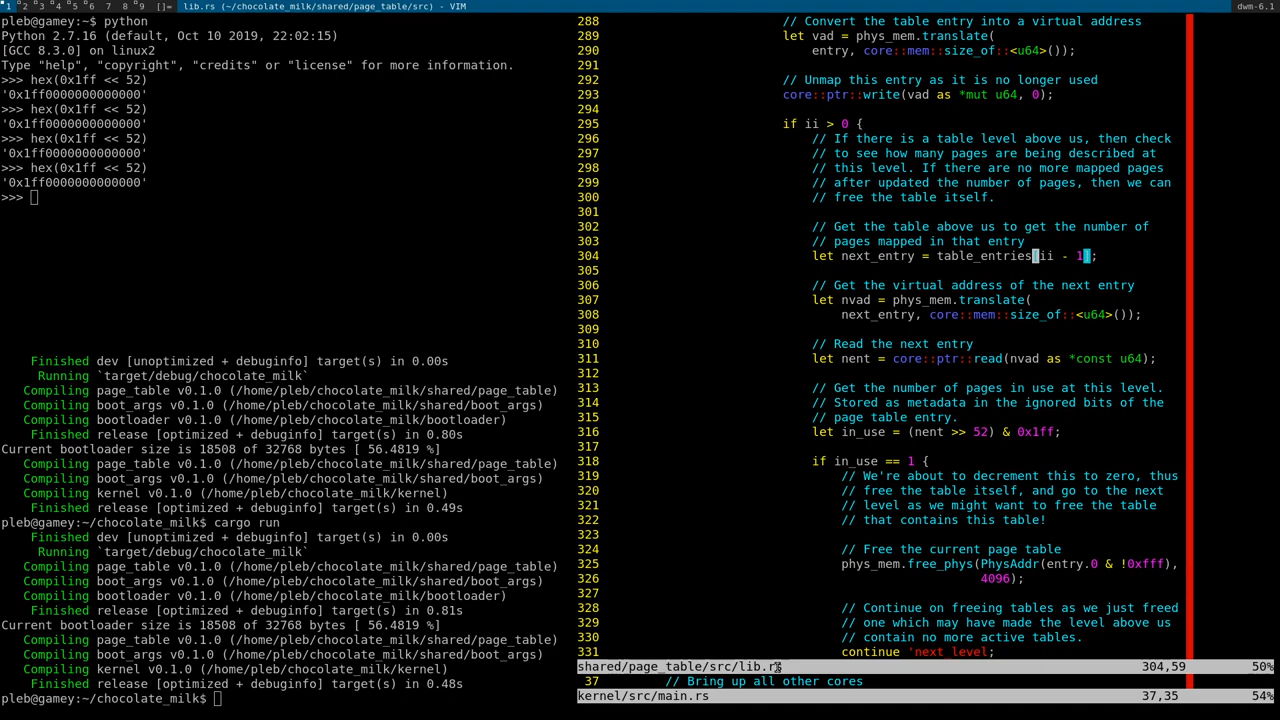 1 2 3 4 5 6 7 8 9 []= lib.rs (~/chocolate_milk/shared/page_table/src) - VIM dwm-6.1
pleb@gamey:~$ python
Python 2.7.16 (default, Oct 10 2019, 22:02:15)
[GCC 8.3.0] on linux2
Type "help", "copyright", "credits" or "license" for more information.
>>> hex(0x1ff << 52)
'0x1ff0000000000000'
>>> hex(0x1ff << 52)
'0x1ff0000000000000'
>>> hex(0x1ff << 52)
'0x1ff0000000000000'
>>> hex(0x1ff << 52)
'0x1ff0000000000000'
>>>
Finished dev [unoptimized + debuginfo] target(s) in 0.00s
Running `target/debug/chocolate_milk`
Compiling page_table v0.1.0 (/home/pleb/chocolate_milk/shared/page_table)
Compiling boot_args v0.1.0 (/home/pleb/chocolate_milk/shared/boot_args)
Compiling bootloader v0.1.0 (/home/pleb/chocolate_milk/bootloader)
Finished release [optimized + debuginfo] target(s) in 0.80s
Current bootloader size is 18508 of 32768 bytes [ 56.4819 %]
Compiling page_table v0.1.0 (/home/pleb/chocolate_milk/shared/page_table)
Compiling boot_args v0.1.0 (/home/pleb/chocolate_milk/shared/boot_args)
Compiling kernel v0.1.0 (/home/pleb/chocolate_milk/kernel)
Finished release [optimized + debuginfo] target(s) in 0.49s
pleb@gamey:~/chocolate_milk$ cargo run
Finished dev [unoptimized + debuginfo] target(s) in 0.00s
Running `target/debug/chocolate_milk`
Compiling page_table v0.1.0 (/home/pleb/chocolate_milk/shared/page_table)
Compiling boot_args v0.1.0 (/home/pleb/chocolate_milk/shared/boot_args)
Compiling bootloader v0.1.0 (/home/pleb/chocolate_milk/bootloader)
Finished release [optimized + debuginfo] target(s) in 0.81s
Current bootloader size is 18508 of 32768 bytes [ 56.4819 %]
Compiling page_table v0.1.0 (/home/pleb/chocolate_milk/shared/page_table)
Compiling boot_args v0.1.0 (/home/pleb/chocolate_milk/shared/boot_args)
Compiling kernel v0.1.0 (/home/pleb/chocolate_milk/kernel)
Finished release [optimized + debuginfo] target(s) in 0.48s
pleb@gamey:~/chocolate_milk$
288 // Convert the table entry into a virtual address
289 let vad = phys_mem.translate(
290 entry, core::mem::size_of::<u64>());
291
292 // Unmap this entry as it is no longer used
293 core::ptr::write(vad as *mut u64, 0);
294
295 if ii > 0 {
296 // If there is a table level above us, then check
297 // to see how many pages are being described at
298 // this level. If there are no more mapped pages
299 // after updated the number of pages, then we can
300 // free the table itself.
301
302 // Get the table above us to get the number of
303 // pages mapped in that entry
304 let next_entry = table_entries[ii - 1];
305
306 // Get the virtual address of the next entry
307 let nvad = phys_mem.translate(
308 next_entry, core::mem::size_of::<u64>());
309
310 // Read the next entry
311 let nent = core::ptr::read(nvad as *const u64);
312
313 // Get the number of pages in use at this level.
314 // Stored as metadata in the ignored bits of the
315 // page table entry.
316 let in_use = (nent >> 52) & 0x1ff;
317
318 if in_use == 1 {
319 // We're about to decrement this to zero, thus
320 // free the table itself, and go to the next
321 // level as we might want to free the table
322 // that contains this table!
323
324 // Free the current page table
325 phys_mem.free_phys(PhysAddr(entry.0 & !0xfff),
326 4096);
327
328 // Continue on freeing tables as we just freed
329 // one which may have made the level above us
330 // contain no more active tables.
331 continue 'next_level;
shared/page_table/src/lib.rs 304,59 50%
37 // Bring up all other cores
kernel/src/main.rs 37,35 54%